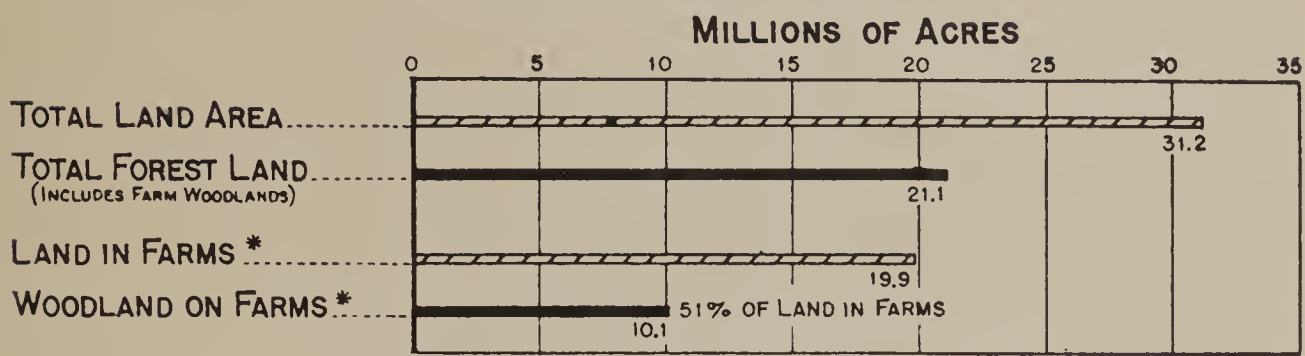 MILLIONS OF ACRES
0 5 10 15 20 25 30 35
TOTAL LAND AREA
31.2
TOTAL FOREST LAND
(INCLUDES FARM WOODLANDS)
21.1
LAND IN FARMS *
19.9
WOODLAND ON FARMS *
51% OF LAND IN FARMS
10.1